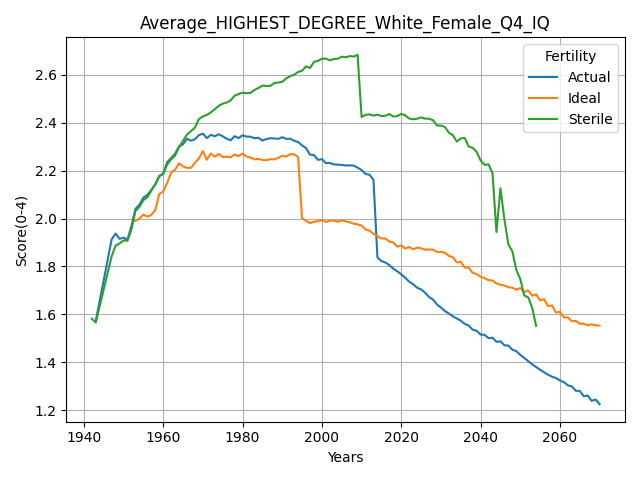 Average_HIGHEST_DEGREE_White_Female_Q4_IQ
Fertility
Actual
Ideal
Sterile
Score(0-4)
2.6
2.4
2.2
2.0
1.8
1.6
1.4
1.2
1940
1960
1980
2000
2020
2040
2060
Years